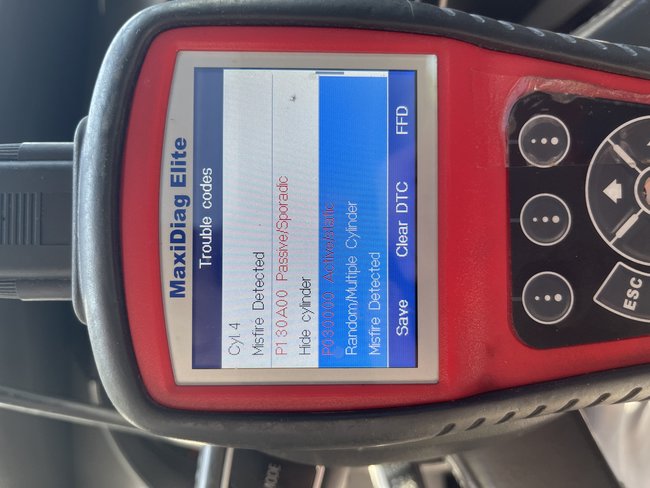 MaxiDiag Elite
Trouble codes
Cyl 4
Misfire Detected
P130A00 Passive/Sporadic
Hide cylinder
P030000 Active/Static
Random/Multiple Cylinder
Misfire Detected
Save Clear DTC FFD
ESC